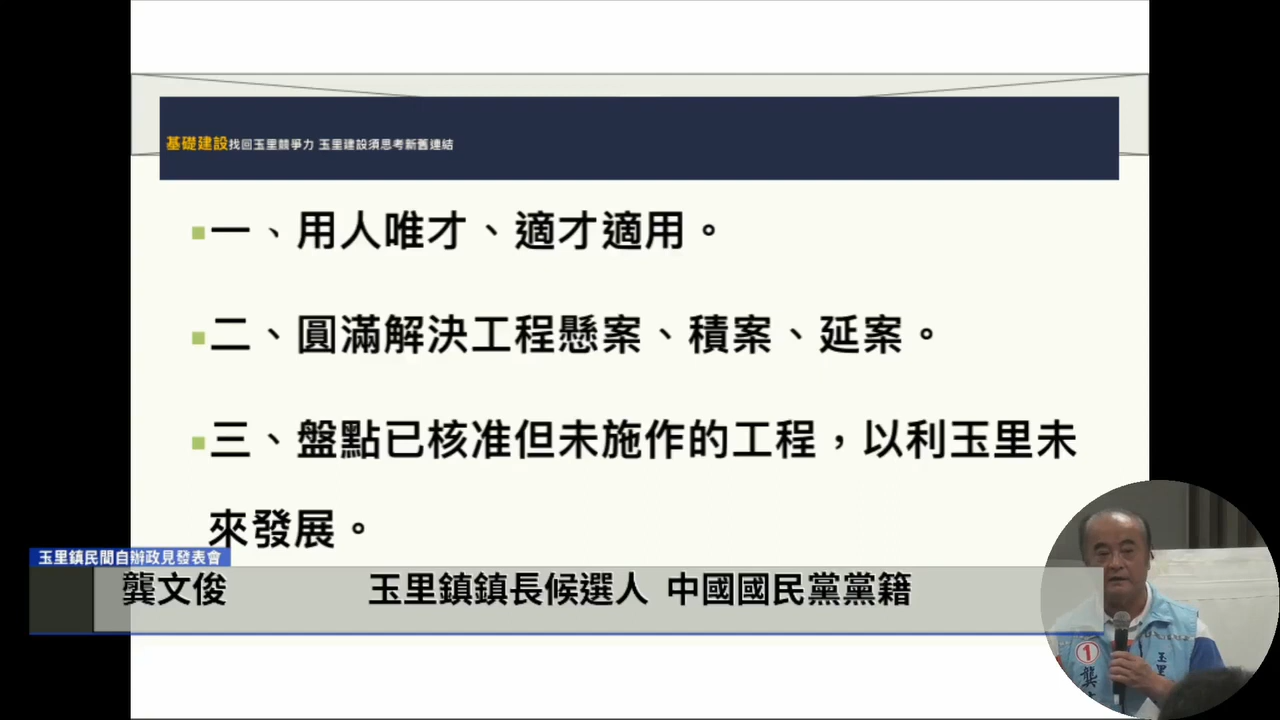 基礎建設找回玉里競爭力 玉里建設須思考新舊連結
一、用人唯才、適才適用。
二、圓滿解決工程懸案、積案、延案。
三、盤點已核准但未施作的工程，以利玉里未
來發展。
玉里鎮民間自辦政見發表會
龔文俊 玉里鎮鎮長候選人 中國國民黨黨籍
1
玉里
龔